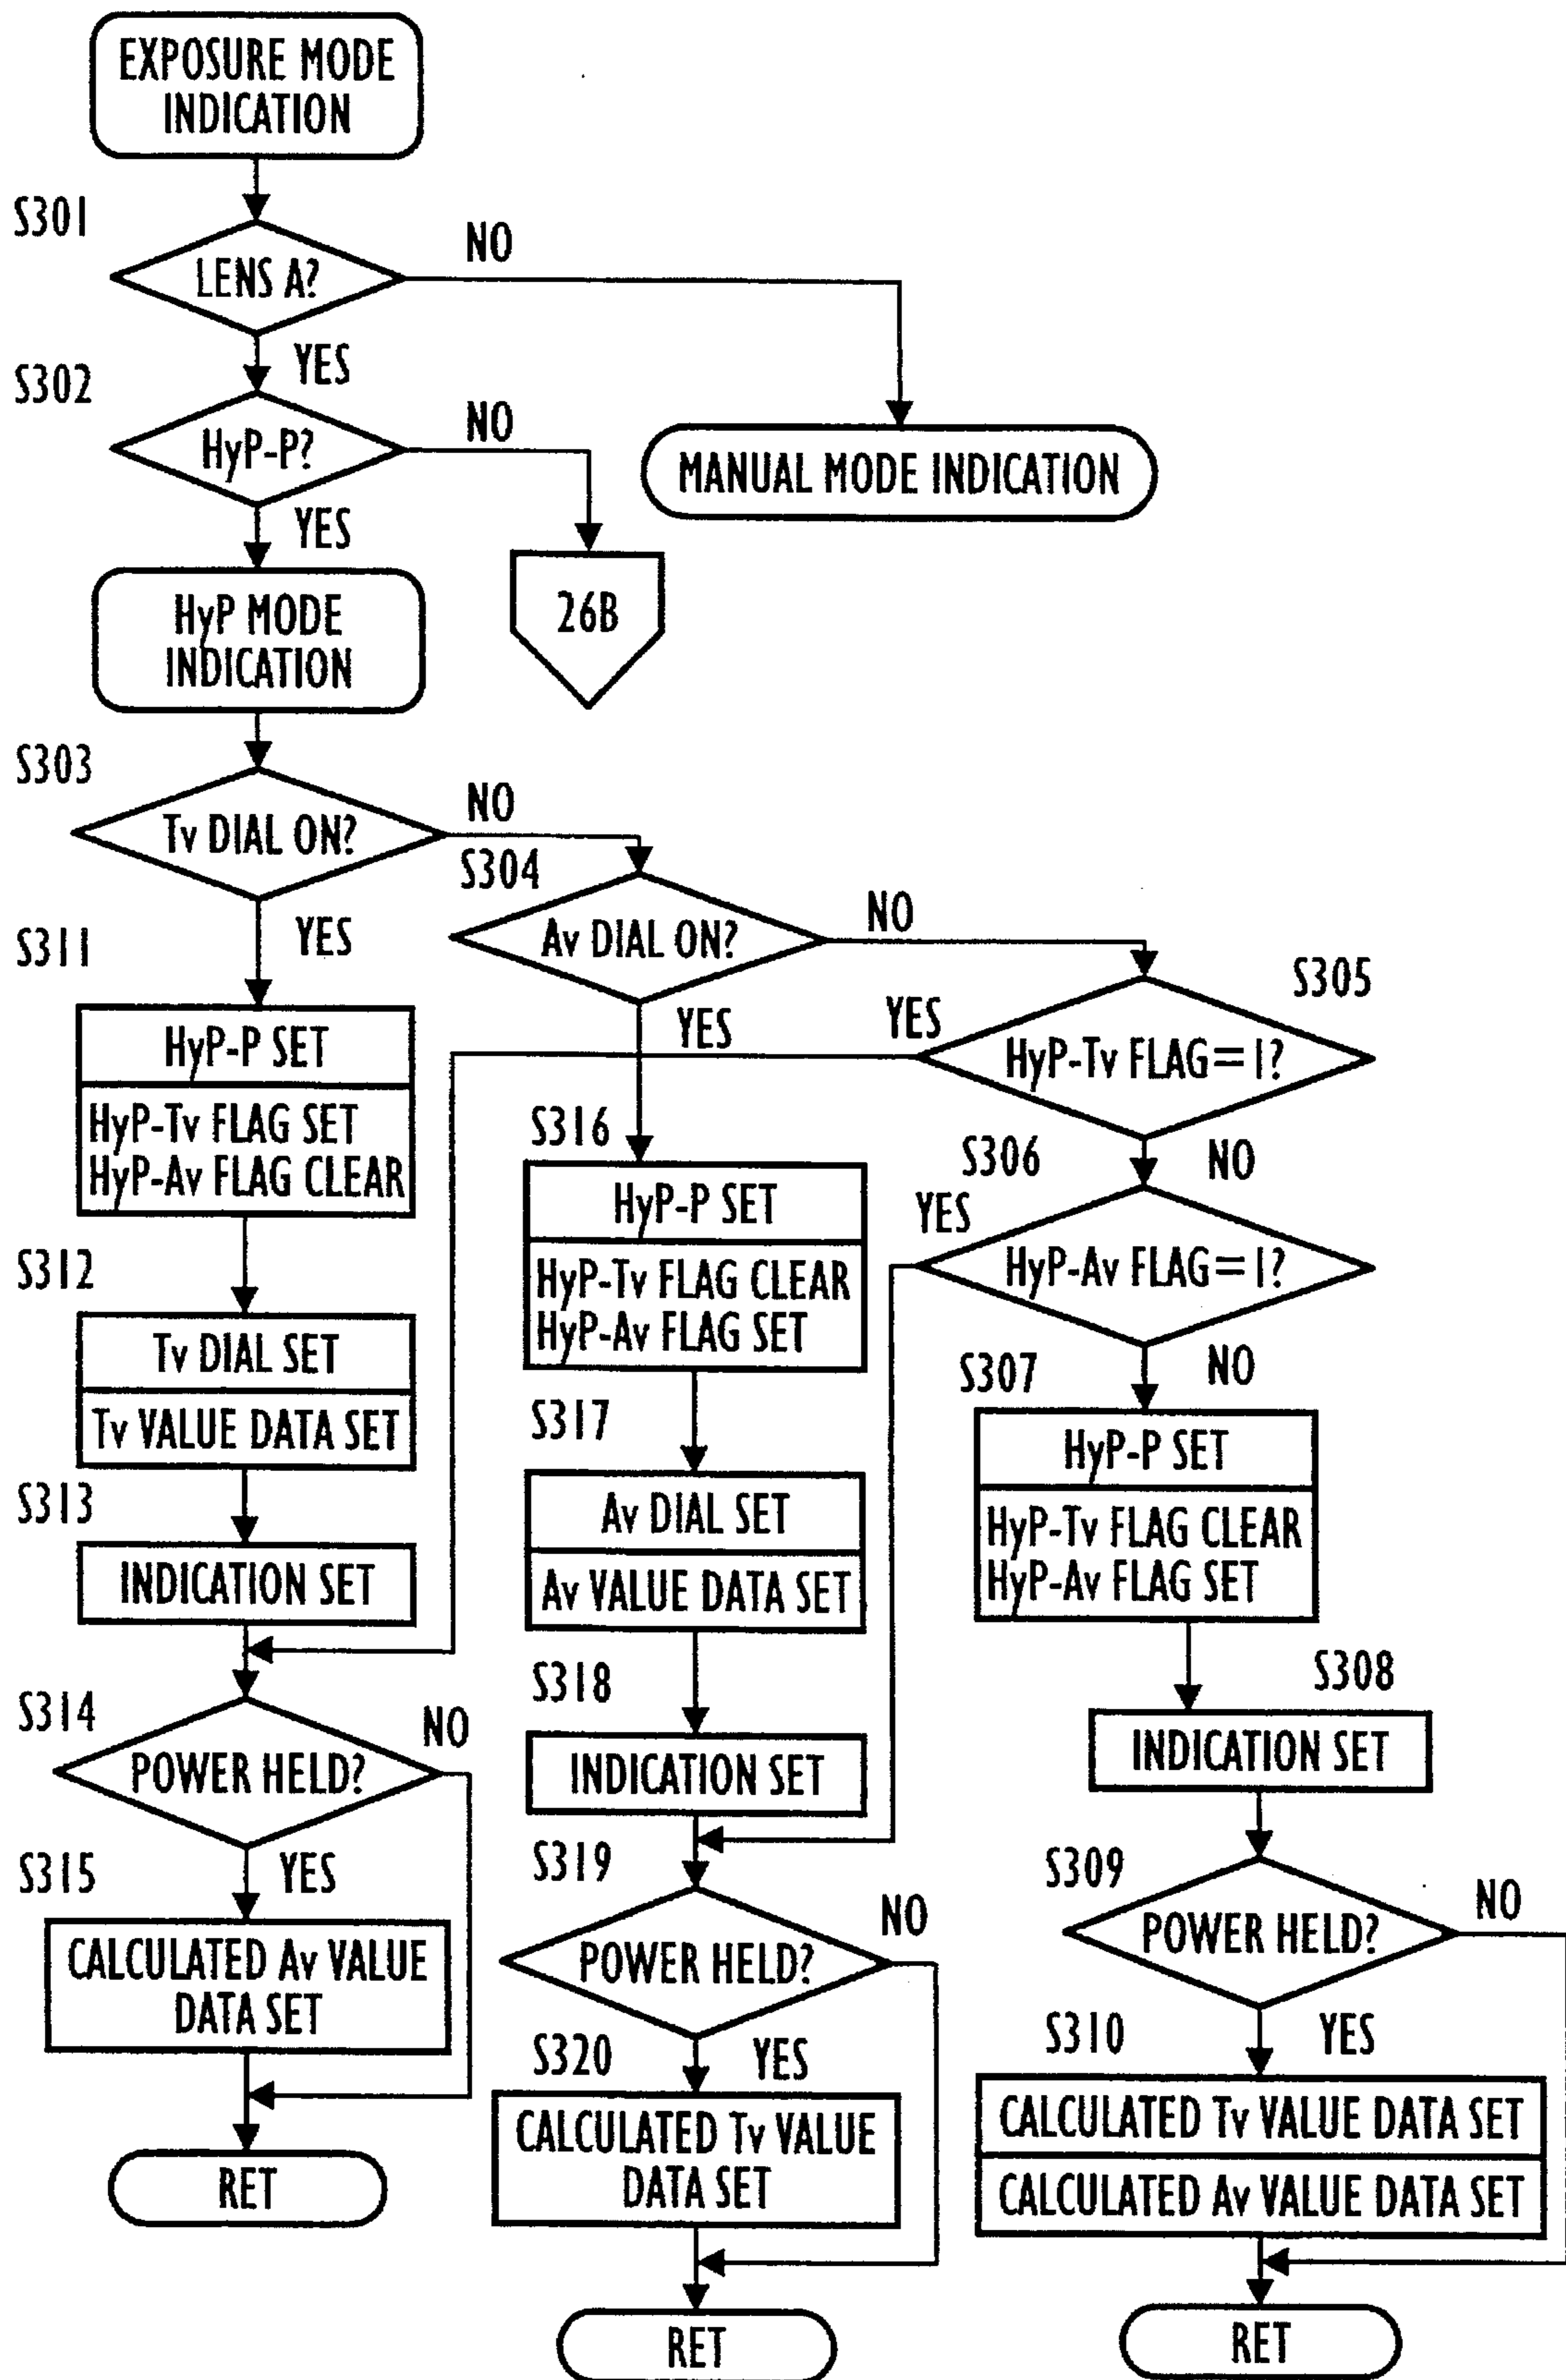 EXPOSURE MODE
INDICATION
S301
LENS A?
NO
YES
S302
HyP-P?
NO
MANUAL MODE INDICATION
YES
26B
HyP MODE
INDICATION
S303
Tv DIAL ON?
NO
S304
Av DIAL ON?
NO
YES
S311
S305
YES
YES
HyP-Tv FLAG=1?
HyP-P SET
HyP-Tv FLAG SET
HyP-Av FLAG CLEAR
S316
S306
NO
HyP-P SET
HyP-Tv FLAG CLEAR
HyP-Av FLAG SET
YES
HyP-Av FLAG=1?
S312
Tv DIAL SET
Tv VALUE DATA SET
S307
NO
S317
HyP-P SET
HyP-Tv FLAG CLEAR
HyP-Av FLAG SET
S313
Av DIAL SET
Av VALUE DATA SET
INDICATION SET
S318
S308
S314
NO
POWER HELD?
INDICATION SET
INDICATION SET
S315
YES
S319
S309
NO
NO
CALCULATED Av VALUE
DATA SET
POWER HELD?
POWER HELD?
S320
YES
S310
YES
CALCULATED Tv VALUE
DATA SET
CALCULATED Tv VALUE DATA SET
CALCULATED Av VALUE DATA SET
RET
RET
RET